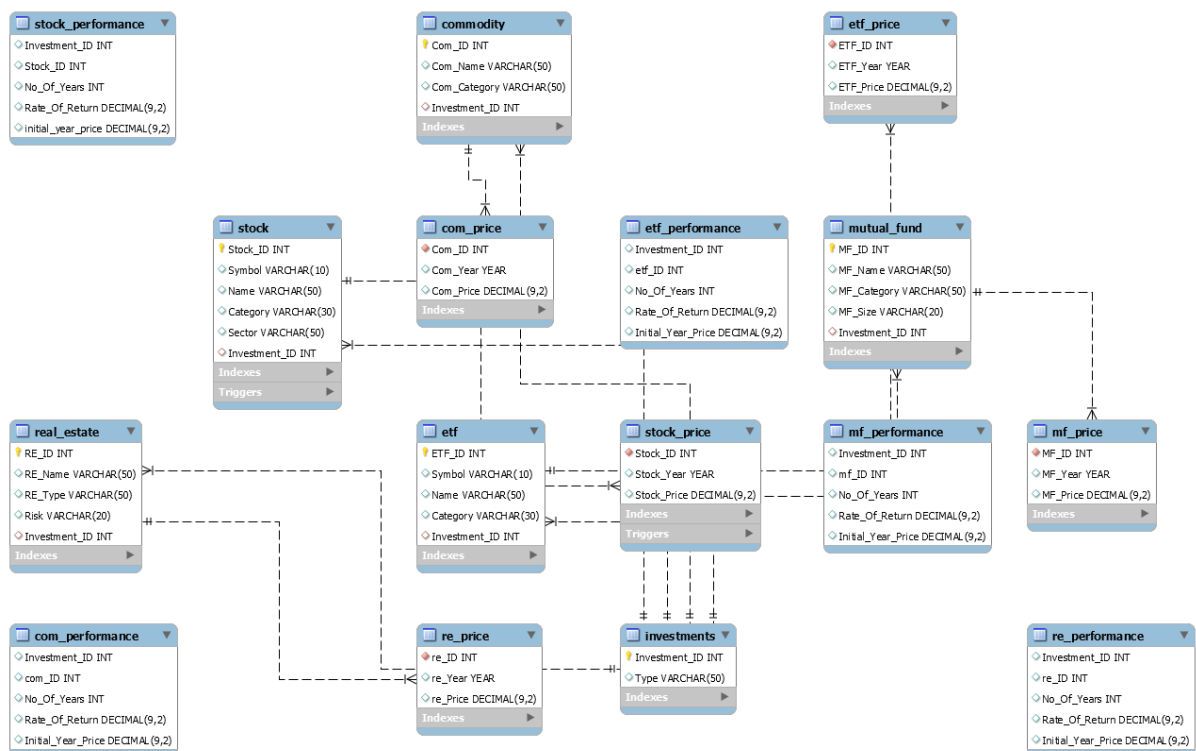 stock_performance
Investment_ID INT
Stock_ID INT
No_Of_Years INT
Rate_Of_Return DECIMAL(9,2)
initial_year_price DECIMAL(9,2)
commodity
Com_ID INT
Com_Name VARCHAR(50)
Com_Category VARCHAR(50)
Investment_ID INT
Indexes
etf_price
ETF_ID INT
ETF_Year YEAR
ETF_Price DECIMAL(9,2)
Indexes
stock
Stock_ID INT
Symbol VARCHAR(10)
Name VARCHAR(50)
Category VARCHAR(30)
Sector VARCHAR(50)
Investment_ID INT
Indexes
Triggers
com_price
Com_ID INT
Com_Year YEAR
Com_Price DECIMAL(9,2)
Indexes
etf_performance
Investment_ID INT
etf_ID INT
No_Of_Years INT
Rate_Of_Return DECIMAL(9,2)
Initial_Year_Price DECIMAL(9,2)
mutual_fund
MF_ID INT
MF_Name VARCHAR(50)
MF_Category VARCHAR(50)
MF_Size VARCHAR(20)
Investment_ID INT
Indexes
real_estate
RE_ID INT
RE_Name VARCHAR(50)
RE_Type VARCHAR(50)
Risk VARCHAR(20)
Investment_ID INT
Indexes
etf
ETF_ID INT
Symbol VARCHAR(10)
Name VARCHAR(50)
Category VARCHAR(30)
Investment_ID INT
Indexes
stock_price
Stock_ID INT
Stock_Year YEAR
Stock_Price DECIMAL(9,2)
Indexes
Triggers
mf_performance
Investment_ID INT
mf_ID INT
No_Of_Years INT
Rate_Of_Return DECIMAL(9,2)
Initial_Year_Price DECIMAL(9,2)
mf_price
MF_ID INT
MF_Year YEAR
MF_Price DECIMAL(9,2)
Indexes
com_performance
Investment_ID INT
com_ID INT
No_Of_Years INT
Rate_Of_Return DECIMAL(9,2)
Initial_Year_Price DECIMAL(9,2)
re_price
re_ID INT
re_Year YEAR
re_Price DECIMAL(9,2)
Indexes
investments
Investment_ID INT
Type VARCHAR(50)
Indexes
re_performance
Investment_ID INT
re_ID INT
No_Of_Years INT
Rate_Of_Return DECIMAL(9,2)
Initial_Year_Price DECIMAL(9,2)